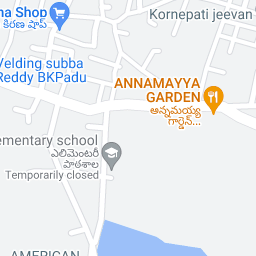 na Shop
కిరణ షాప్
Kornepati jeevan
Velding subba
Reddy BKPadu
ANNAMAYYA
GARDEN
అన్నమయ్య
గార్డెన్...
ementary school
ఎలిమెంటరీ
పాఠశాల
Temporarily closed
AMERICAN